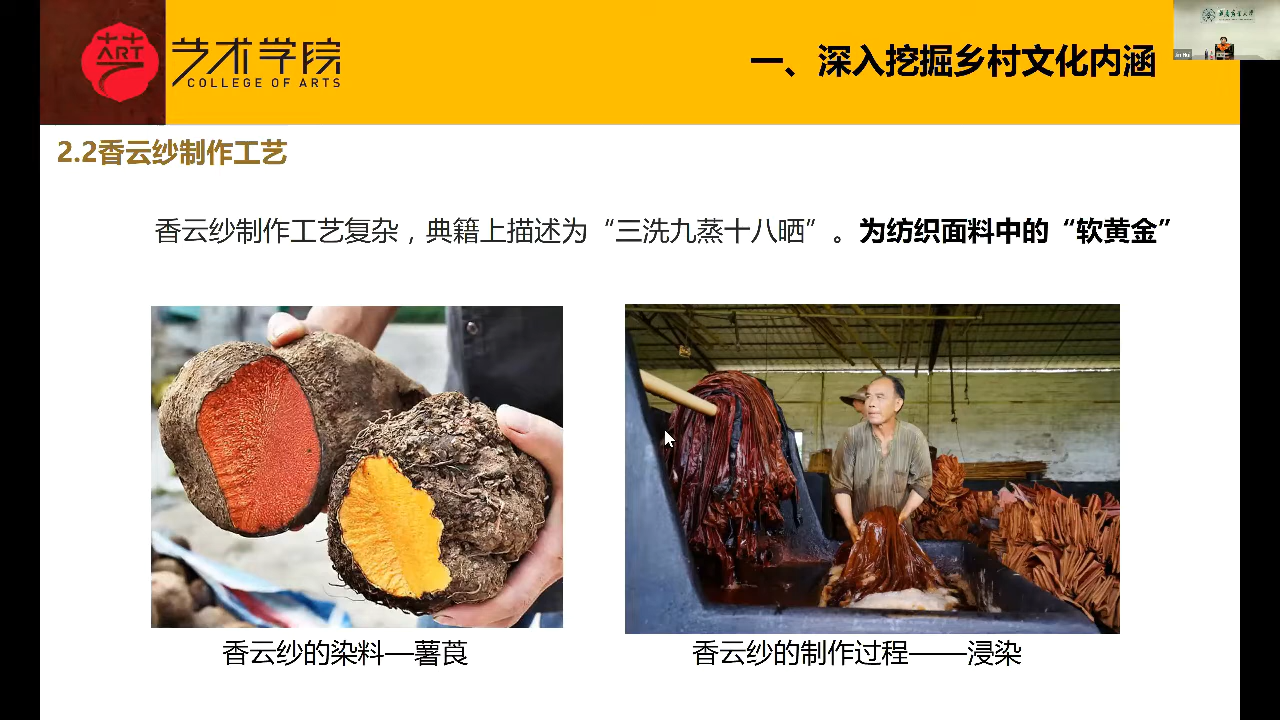 艺术学院
ART
COLLEGE OF ARTS
一、深入挖掘乡村文化内涵
2.2香云纱制作工艺
香云纱制作工艺复杂，典籍上描述为“三洗九蒸十八晒”。为纺织面料中的“软黄金”
香云纱的染料—薯莨
香云纱的制作过程——浸染